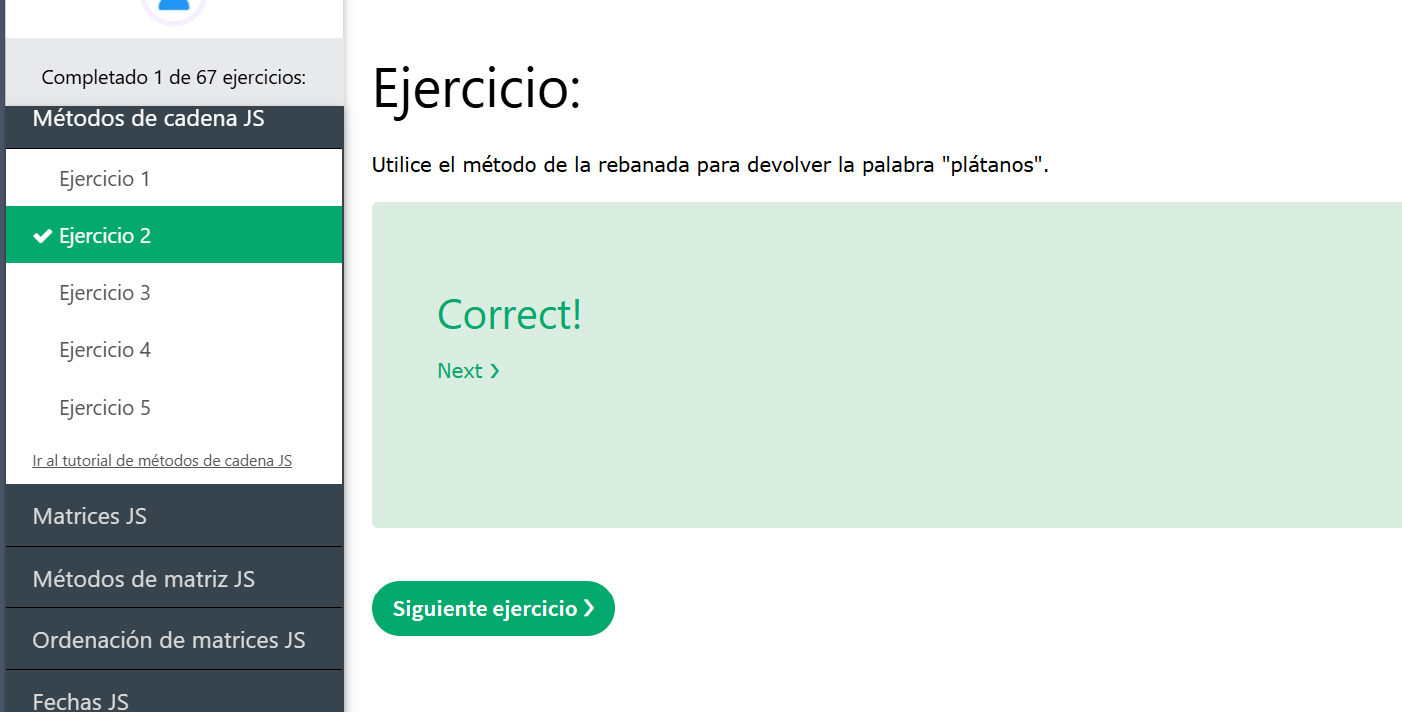 Completado 1 de 67 ejercicios:
Métodos de cadena JS
Ejercicio 1
Ejercicio 2
Ejercicio 3
Ejercicio 4
Ejercicio 5
Ir al tutorial de métodos de cadena JS
Matrices JS
Métodos de matriz JS
Ordenación de matrices JS
Fechas JS
Ejercicio:
Utilice el método de la rebanada para devolver la palabra "plátanos".
Correct!
Next ❯
Siguiente ejercicio ❯